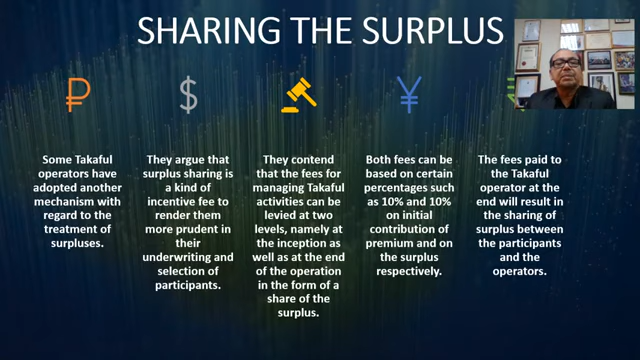 SHARING THE SURPLUS
Some Takaful
operators have
adopted another
mechanism with
regard to the
treatment of
surpluses.
They argue that
surplus sharing is
a kind of
incentive fee to
render them
more prudent in
their
underwriting and
selection of
participants.
They contend
that the fees for
managing Takaful
activities can be
levied at two
levels, namely at
the inception as
well as at the end
of the operation
in the form of a
share of the
surplus.
Both fees can be
based on certain
percentages such
as 10% and 10%
on initial
contribution of
premium and on
the surplus
respectively.
The fees paid to
the Takaful
operator at the
end will result in
the sharing of
surplus between
the participants
and the
operators.